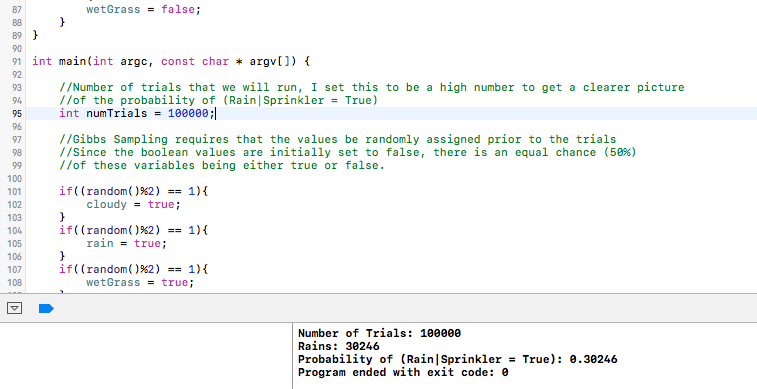 87 wetGrass = false;
88 }
89 }
90
91 int main(int argc, const char * argv[]) {
92
93 //Number of trials that we will run, I set this to be a high number to get a clearer picture
94 //of the probability of (Rain|Sprinkler = True)
95 int numTrials = 100000;
96
97 //Gibbs Sampling requires that the values be randomly assigned prior to the trials
98 //Since the boolean values are initially set to false, there is an equal chance (50%)
99 //of these variables being either true or false.
100
101 if((random()%2) == 1){
102 cloudy = true;
103 }
104 if((random()%2) == 1){
105 rain = true;
106 }
107 if((random()%2) == 1){
108 wetGrass = true;
Number of Trials: 100000
Rains: 30246
Probability of (Rain|Sprinkler = True): 0.30246
Program ended with exit code: 0